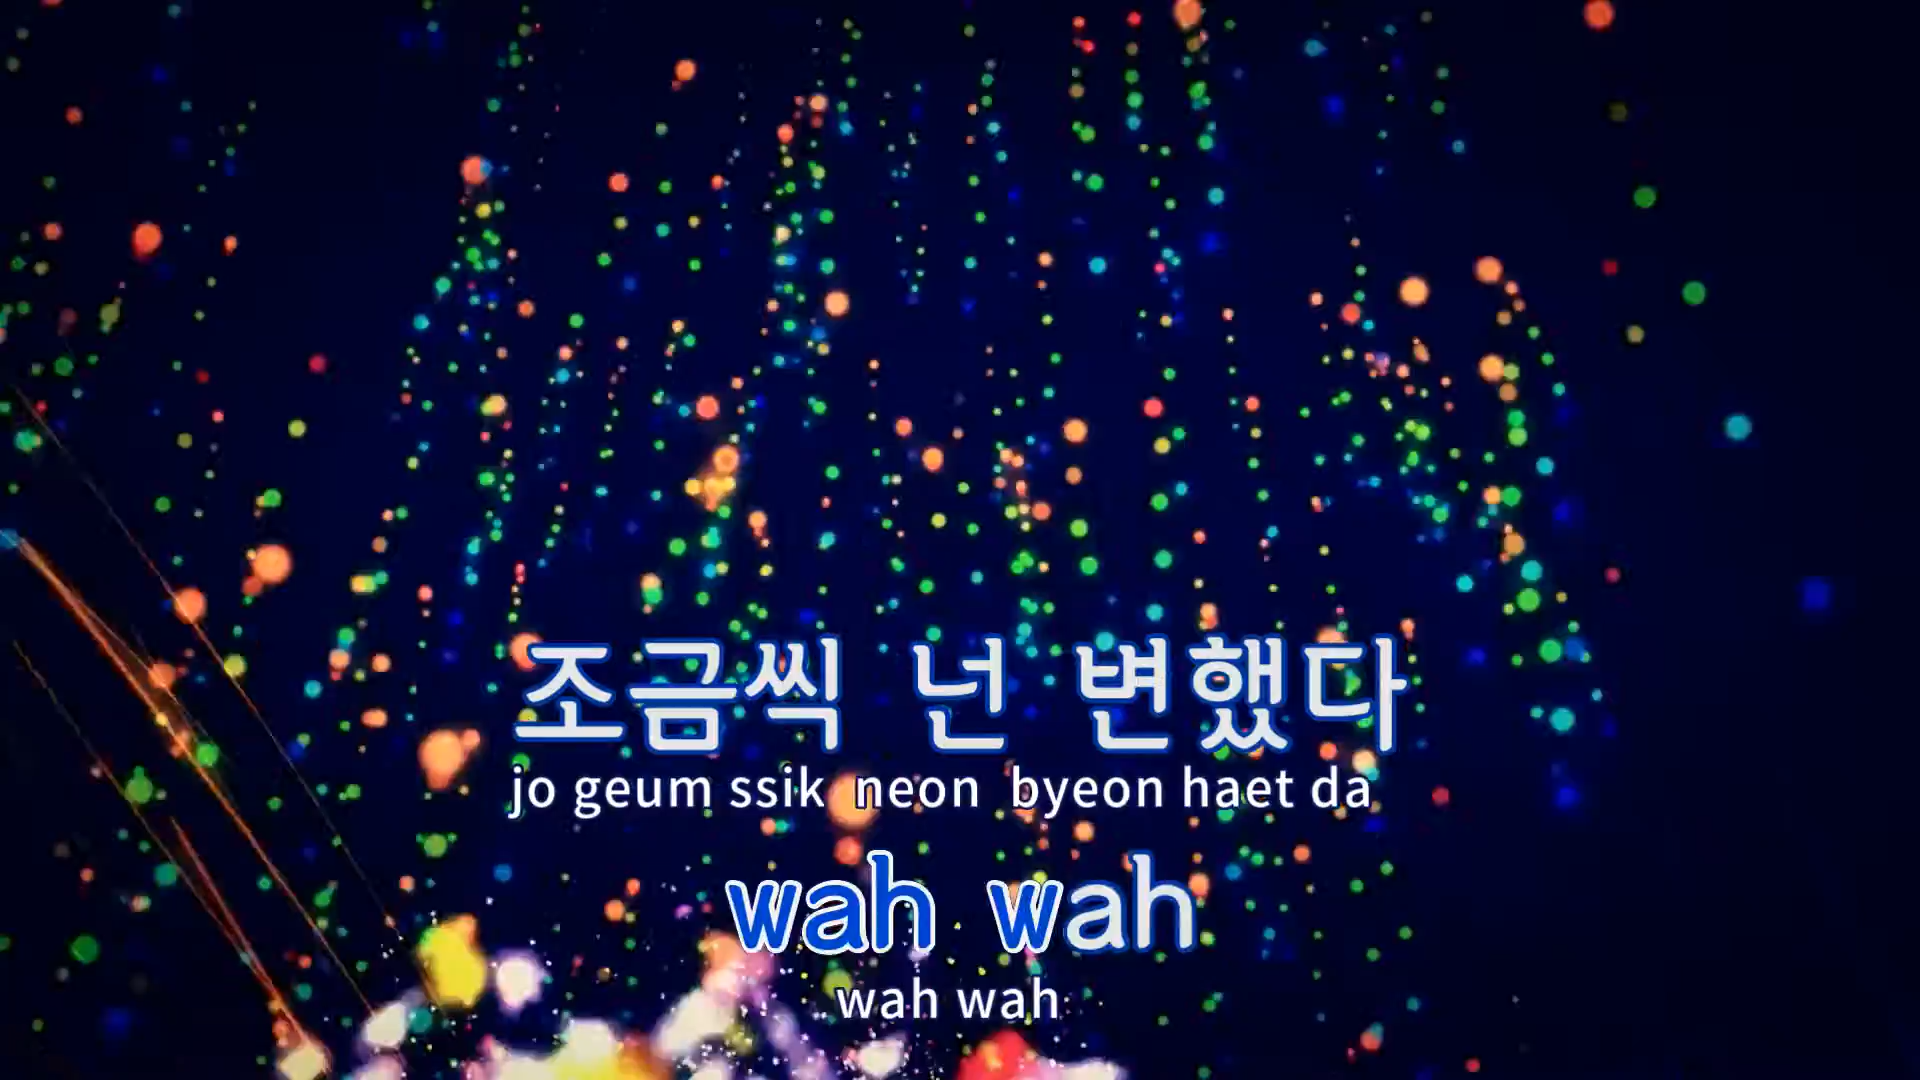 조금씩 넌 변했다
jo geum ssik neon byeon haet da
wah wah
wah wah